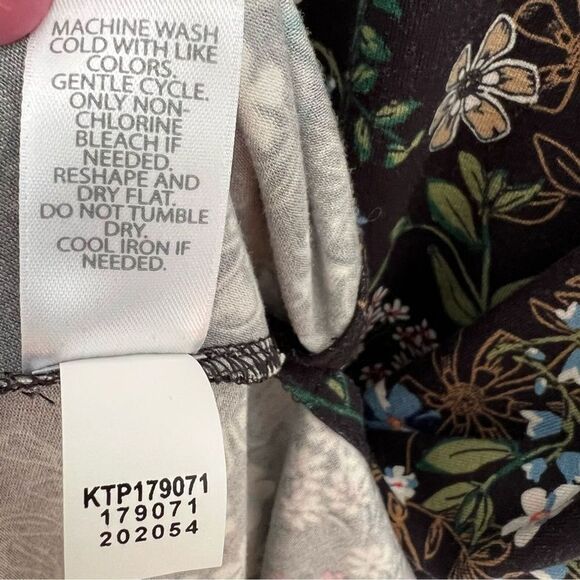 MACHINE WASH
COLD WITH LIKE
COLORS.
GENTLE CYCLE.
ONLY NON-
CHLORINE
BLEACH IF
NEEDED.
RESHAPE AND
DRY FLAT.
DO NOT TUMBLE
DRY.
COOL IRON IF
NEEDED.
KTP179071
179071
202054